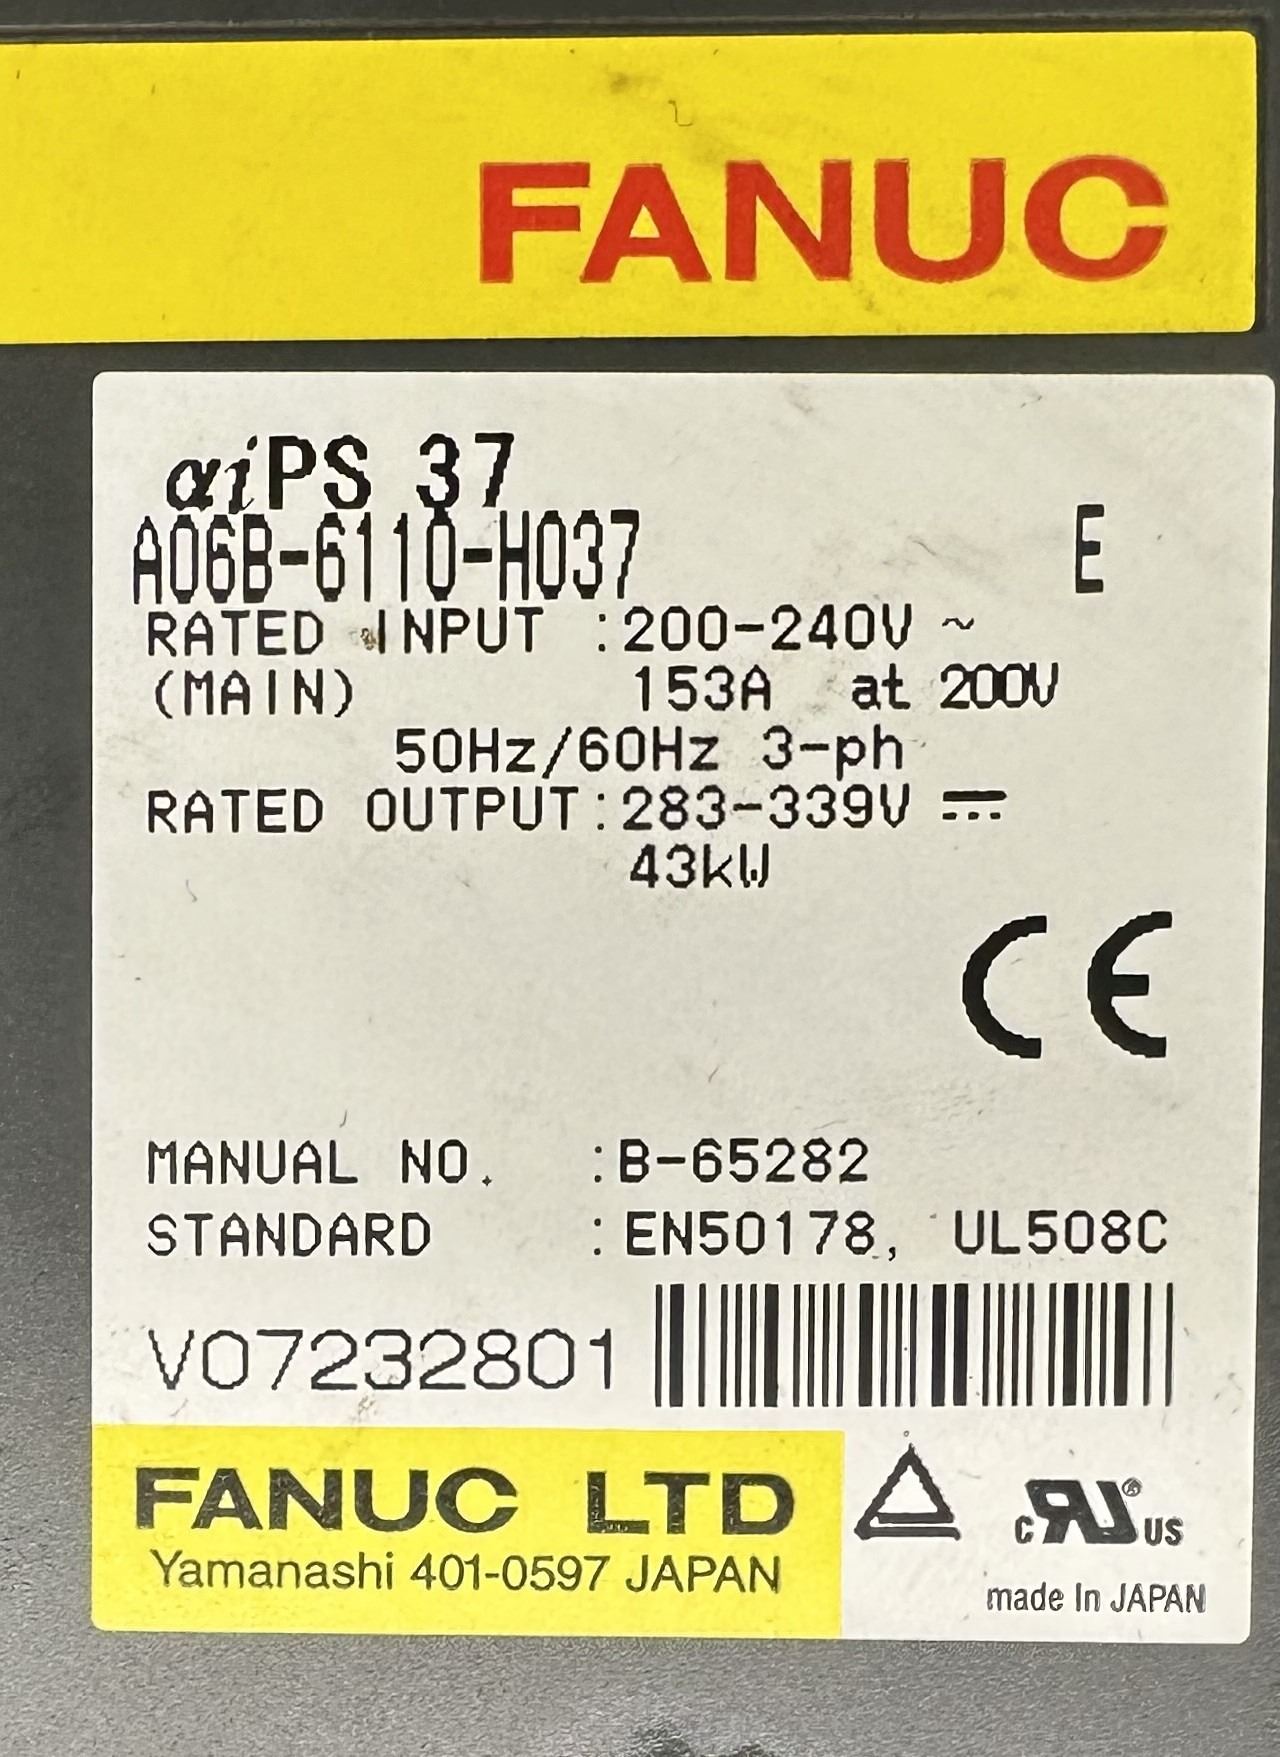 FANUC
αiPS 37
A06B-6110-H037 E
RATED INPUT :200-240V ~
(MAIN) 153A at 200V
50Hz/60Hz 3-ph
RATED OUTPUT:283-339V ⎓
43kW
CE
MANUAL NO. :B-65282
STANDARD :EN50178, UL508C
V07232801
FANUC LTD
Yamanashi 401-0597 JAPAN
c RU ® US
made In JAPAN